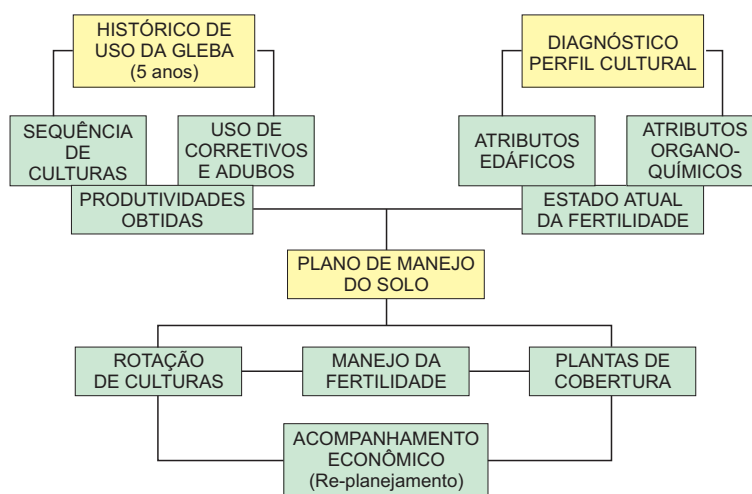 HISTÓRICO DE
USO DA GLEBA
(5 anos)
DIAGNÓSTICO
PERFIL CULTURAL
SEQUÊNCIA
DE
CULTURAS
USO DE
CORRETIVOS
E ADUBOS
ATRIBUTOS
EDÁFICOS
ATRIBUTOS
ORGANO-
QUÍMICOS
PRODUTIVIDADES
OBTIDAS
ESTADO ATUAL
DA FERTILIDADE
PLANO DE MANEJO
DO SOLO
ROTAÇÃO
DE CULTURAS
MANEJO DA
FERTILIDADE
PLANTAS DE
COBERTURA
ACOMPANHAMENTO
ECONÔMICO
(Re-planejamento)